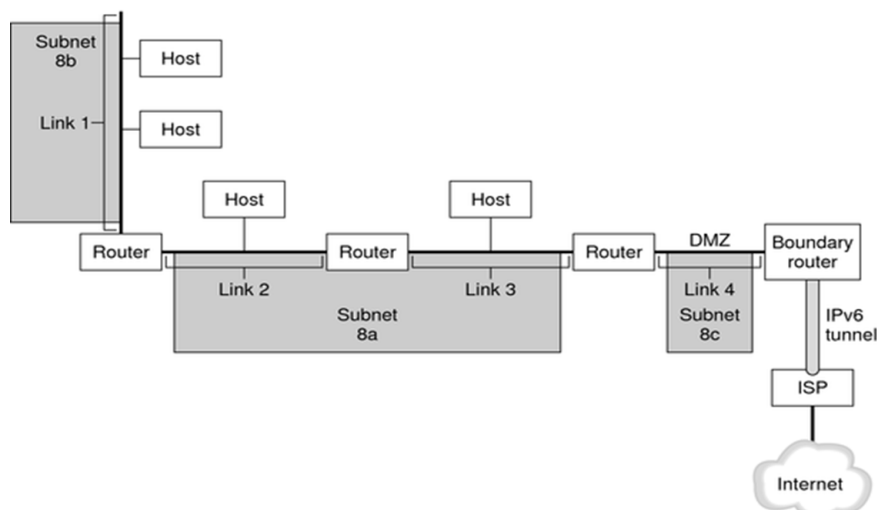 Subnet
8b
Host
Link 1
Host
Host
Host
Router
Router
Router
DMZ
Boundary
router
Link 2
Link 3
Link 4
Subnet
8a
Subnet
8c
IPv6
tunnel
ISP
Internet